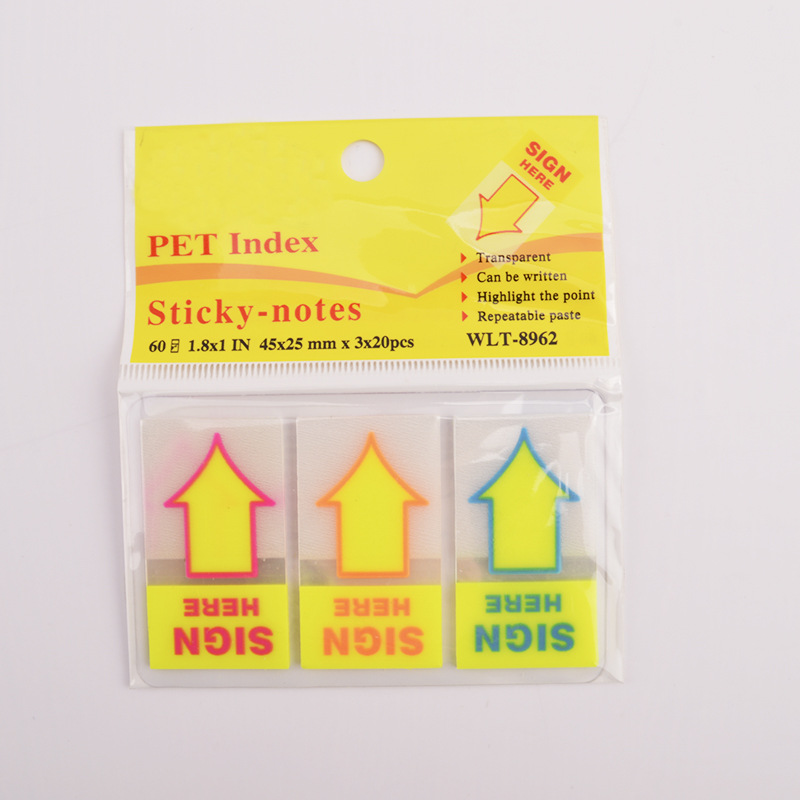 SIGN
HERE
PET Index
Sticky-notes
Transparent
Can be written
Highlight the point
Repeatable paste
60 1.8x1 IN 45x25 mm x 3x20pcs
WLT-8962
SIGN
HERE
SIGN
HERE
SIGN
HERE